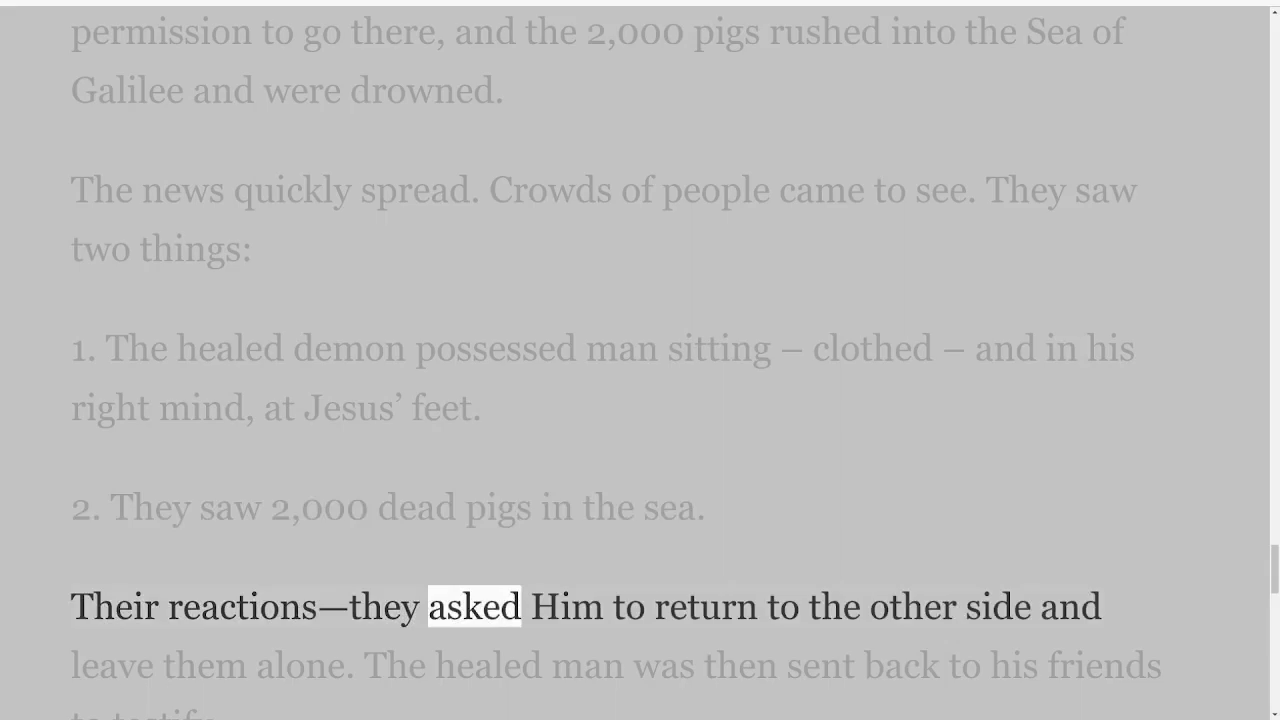 permission to go there, and the 2,000 pigs rushed into the Sea of
Galilee and were drowned.
The news quickly spread. Crowds of people came to see. They saw
two things:
1. The healed demon possessed man sitting – clothed – and in his
right mind, at Jesus’ feet.
2. They saw 2,000 dead pigs in the sea.
Their reactions—they asked Him to return to the other side and
leave them alone. The healed man was then sent back to his friends
to testify